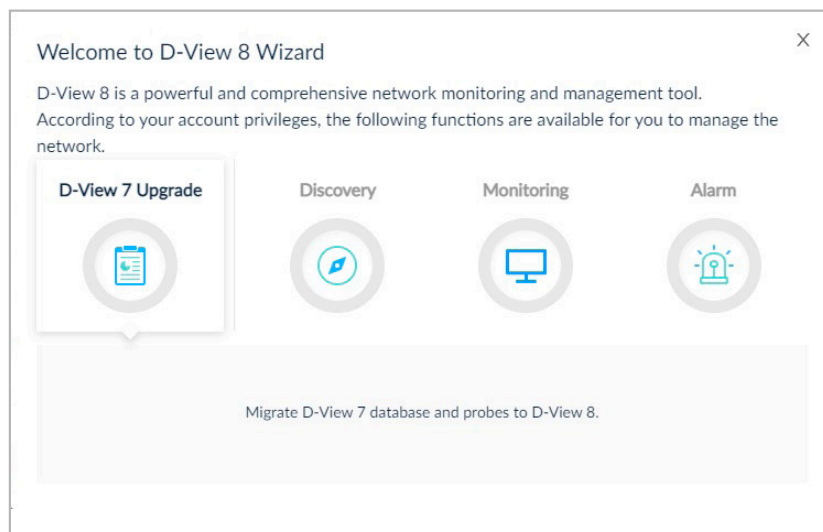 Welcome to D-View 8 Wizard
X
D-View 8 is a powerful and comprehensive network monitoring and management tool.
According to your account privileges, the following functions are available for you to manage the
network.
D-View 7 Upgrade
Discovery
Monitoring
Alarm
Migrate D-View 7 database and probes to D-View 8.